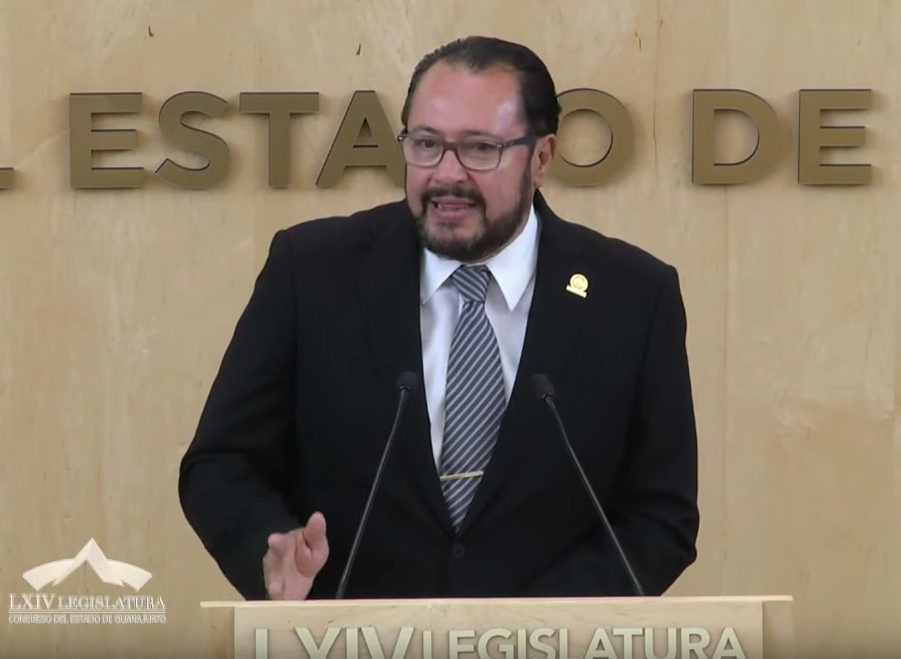 L ESTADO DE
LXIV LEGISLATURA
CONGRESO DEL ESTADO DE GUANAJUATO
LXIV LEGISLATURA